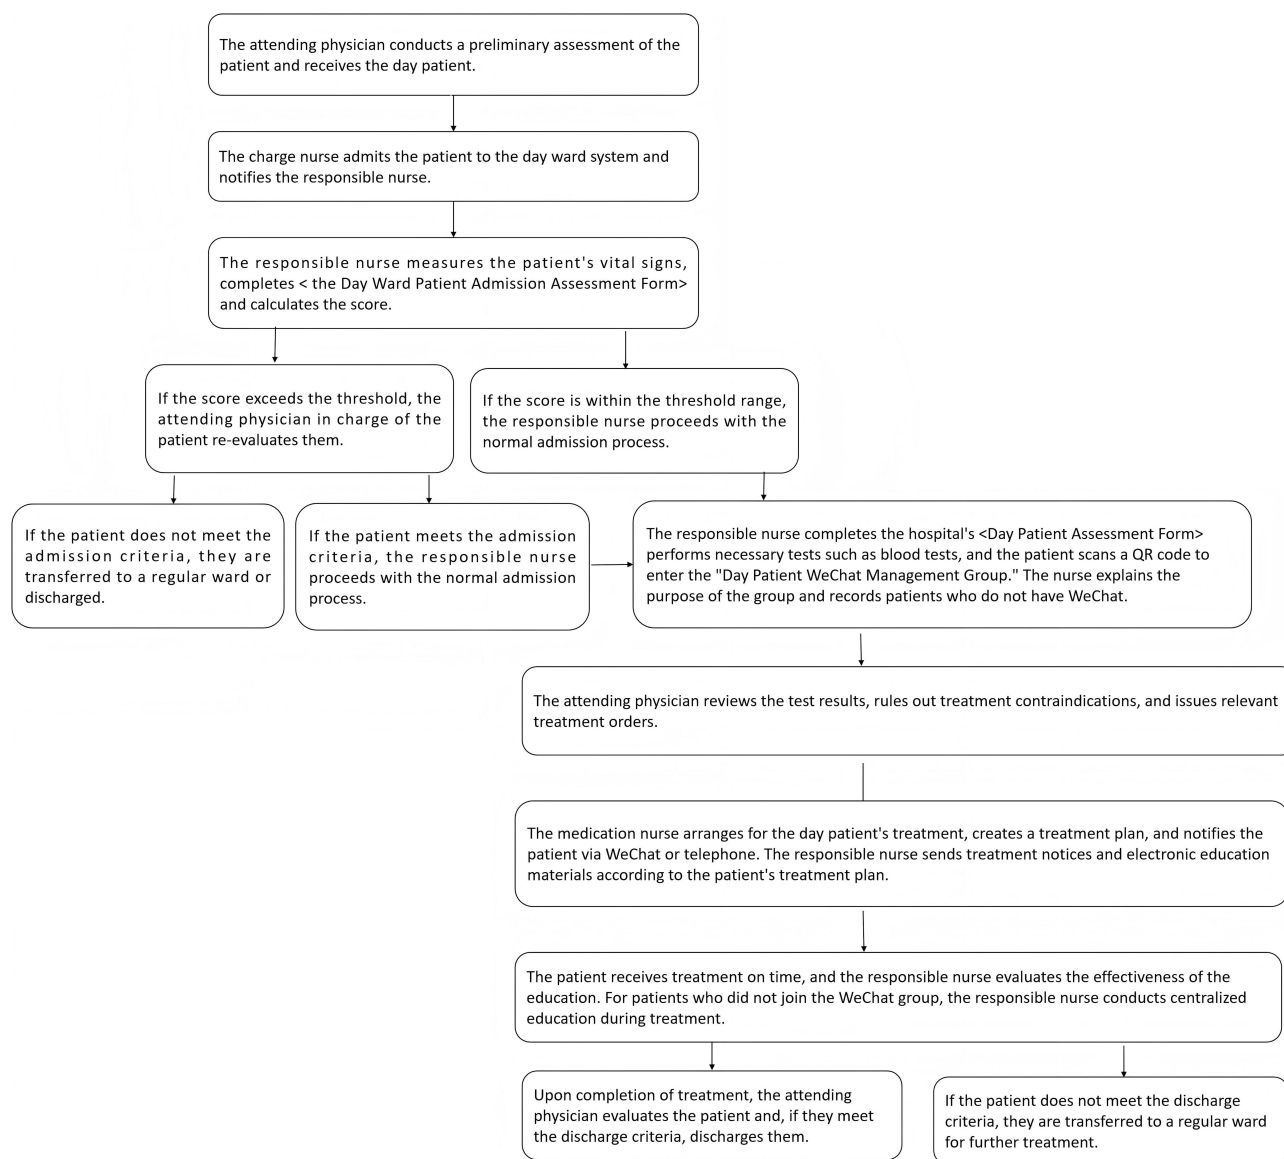 The attending physician conducts a preliminary assessment of the
patient and receives the day patient.
The charge nurse admits the patient to the day ward system and
notifies the responsible nurse.
The responsible nurse measures the patient's vital signs,
completes < the Day Ward Patient Admission Assessment Form>
and calculates the score.
If the score exceeds the threshold, the
attending physician in charge of the
patient re-evaluates them.
If the score is within the threshold range,
the responsible nurse proceeds with the
normal admission process.
If the patient does not meet the
admission criteria, they are
transferred to a regular ward or
discharged.
If the patient meets the admission
criteria, the responsible nurse
proceeds with the normal admission
process.
The responsible nurse completes the hospital's <Day Patient Assessment Form>
performs necessary tests such as blood tests, and the patient scans a QR code to
enter the "Day Patient WeChat Management Group." The nurse explains the
purpose of the group and records patients who do not have WeChat.
The attending physician reviews the test results, rules out treatment contraindications, and issues relevant
treatment orders.
The medication nurse arranges for the day patient's treatment, creates a treatment plan, and notifies the
patient via WeChat or telephone. The responsible nurse sends treatment notices and electronic education
materials according to the patient's treatment plan.
The patient receives treatment on time, and the responsible nurse evaluates the effectiveness of the
education. For patients who did not join the WeChat group, the responsible nurse conducts centralized
education during treatment.
Upon completion of treatment, the attending
physician evaluates the patient and, if they meet
the discharge criteria, discharges them.
If the patient does not meet the discharge
criteria, they are transferred to a regular ward
for further treatment.